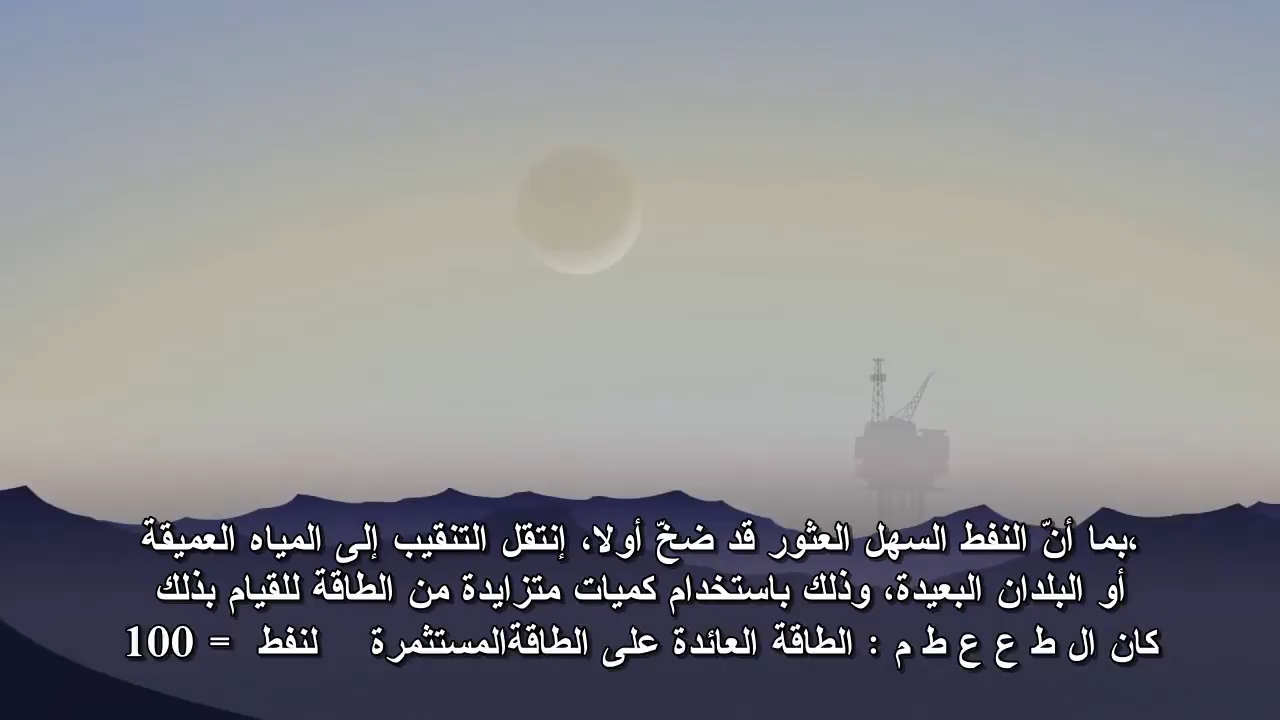 بما أنّ النفط السهل العثور قد ضخّ أولا، إنتقل التنقيب إلى المياه العميقة،
أو البلدان البعيدة، وذلك باستخدام كميات متزايدة من الطاقة للقيام بذلك
كان ال ط ع ع ط م : الطاقة العائدة على الطاقةالمستثمرة لنفط = 100